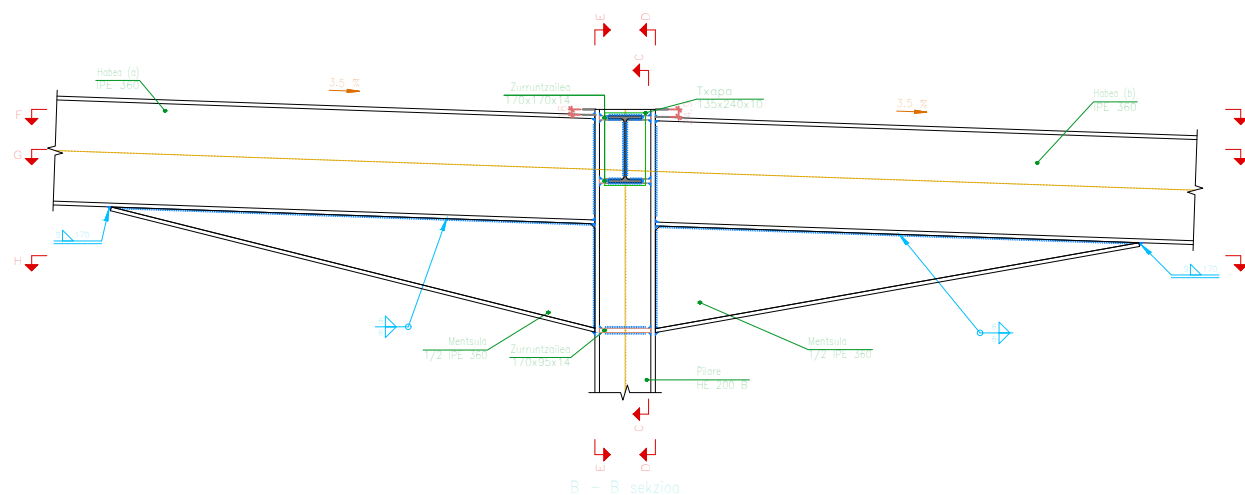 E
D
C
Habea (a)
IPE 360
3.5 %
Zurruntzailea
170x170x14
Txapa
135x240x10
3.5 %
Habea (b)
IPE 360
F
G
H
Mentsula
1/2 IPE 360
Zurruntzailea
170x95x14
Mentsula
1/2 IPE 360
Pilare
HE 200 B
C
E
D
B - B sekzioa